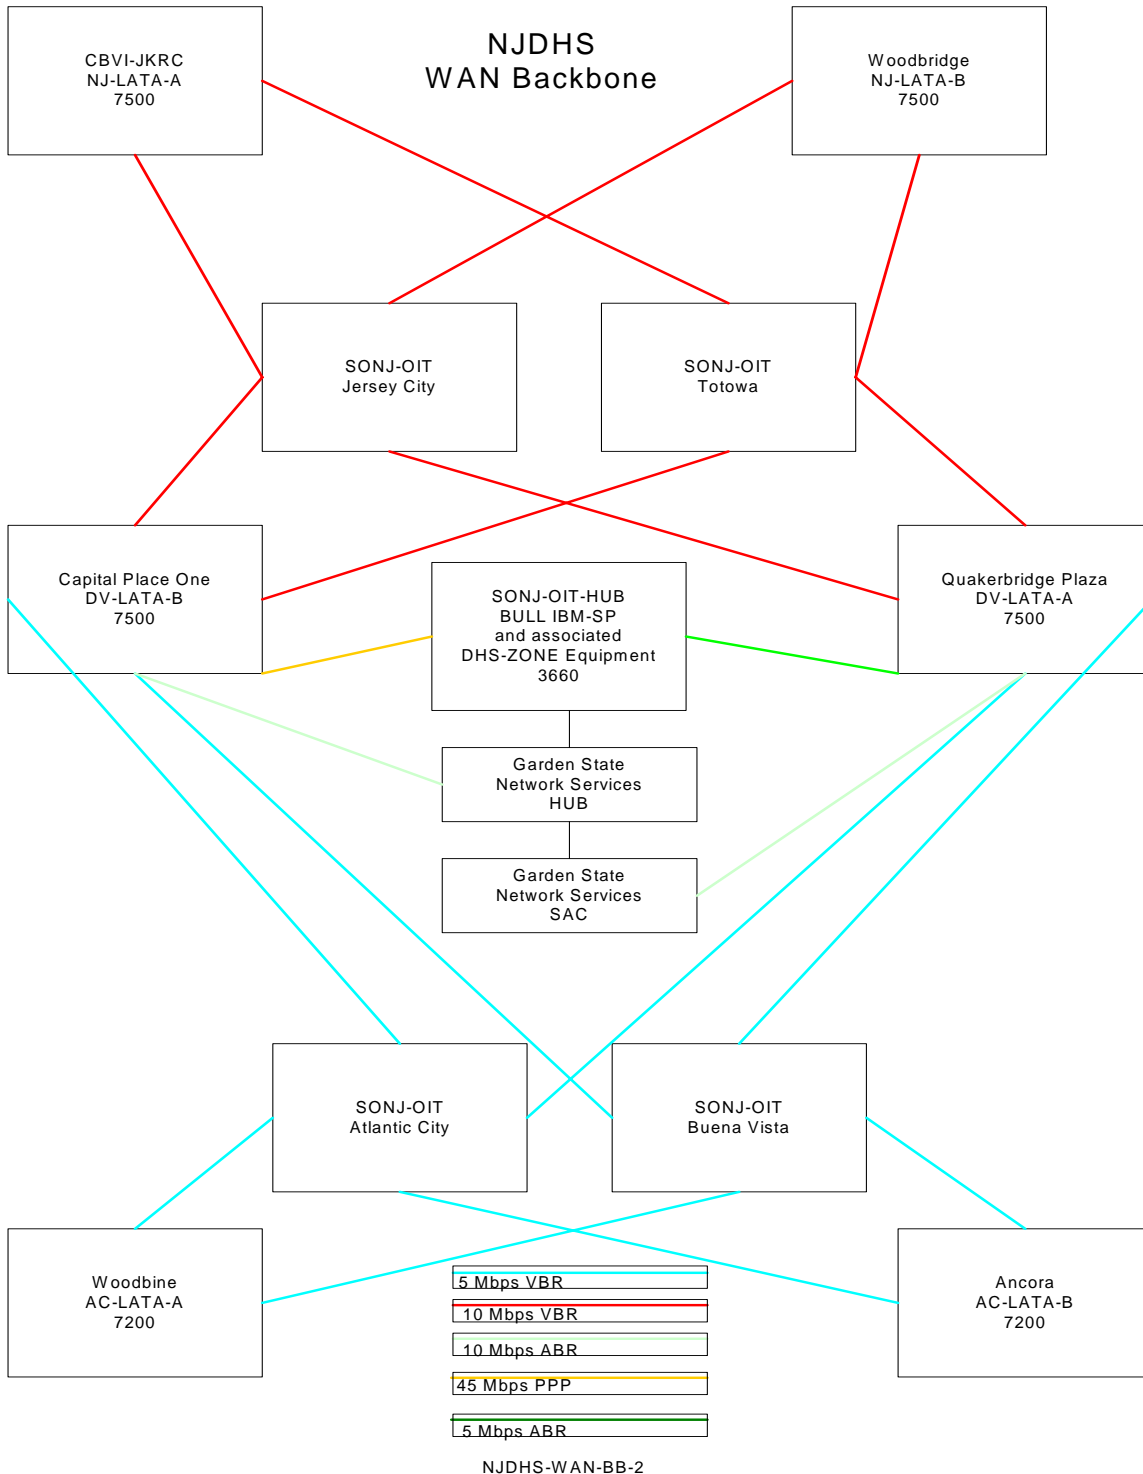 NJDHS
WAN Backbone
CBVI-JKRC
NJ-LATA-A
7500
Woodbridge
NJ-LATA-B
7500
SONJ-OIT
Jersey City
SONJ-OIT
Totowa
Capital Place One
DV-LATA-B
7500
SONJ-OIT-HUB
BULL IBM-SP
and associated
DHS-ZONE Equipment
3660
Quakerbridge Plaza
DV-LATA-A
7500
Garden State
Network Services
HUB
Garden State
Network Services
SAC
SONJ-OIT
Atlantic City
SONJ-OIT
Buena Vista
Woodbine
AC-LATA-A
7200
Ancora
AC-LATA-B
7200
5 Mbps VBR
10 Mbps VBR
10 Mbps ABR
45 Mbps PPP
5 Mbps ABR
NJDHS-WAN-BB-2